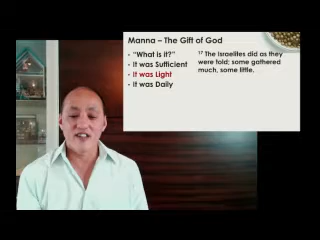 Manna – The Gift of God
- "What is it?"
- It was Sufficient
- It was Light
- It was Daily
17 The Israelites did as they
were told; some gathered
much, some little.